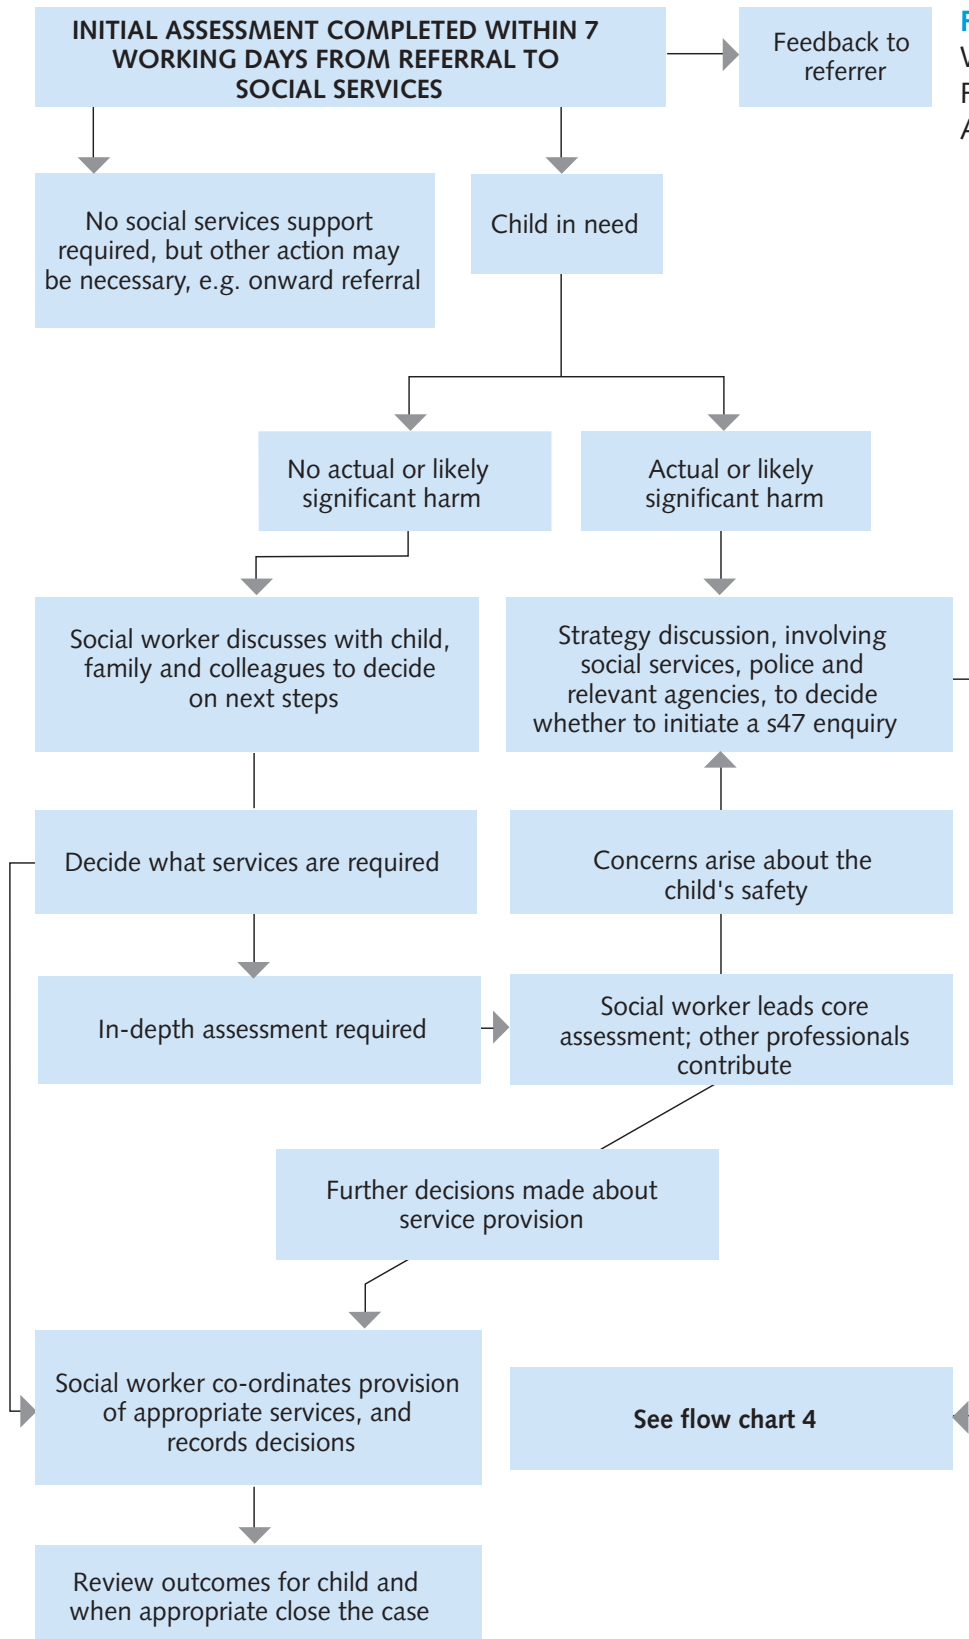 INITIAL ASSESSMENT COMPLETED WITHIN 7
WORKING DAYS FROM REFERRAL TO
SOCIAL SERVICES
Feedback to
referrer
No social services support
required, but other action may
be necessary, e.g. onward referral
Child in need
No actual or likely
significant harm
Actual or likely
significant harm
Social worker discusses with child,
family and colleagues to decide
on next steps
Strategy discussion, involving
social services, police and
relevant agencies, to decide
whether to initiate a s47 enquiry
Decide what services are required
Concerns arise about the
child's safety
In-depth assessment required
Social worker leads core
assessment; other professionals
contribute
Further decisions made about
service provision
Social worker co-ordinates provision
of appropriate services, and
records decisions
See flow chart 4
Review outcomes for child and
when appropriate close the case